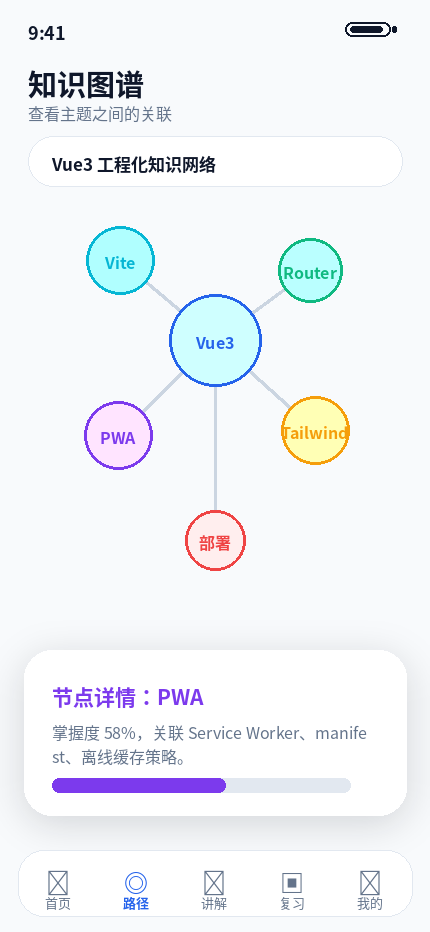 9:41
知识图谱
查看主题之间的关联
Vue3 工程化知识网络
Vite
Router
Vue3
PWA
Tailwind
部署
节点详情：PWA
掌握度 58%，关联 Service Worker、manife
st、离线缓存策略。
首页
路径
讲解
复习
我的